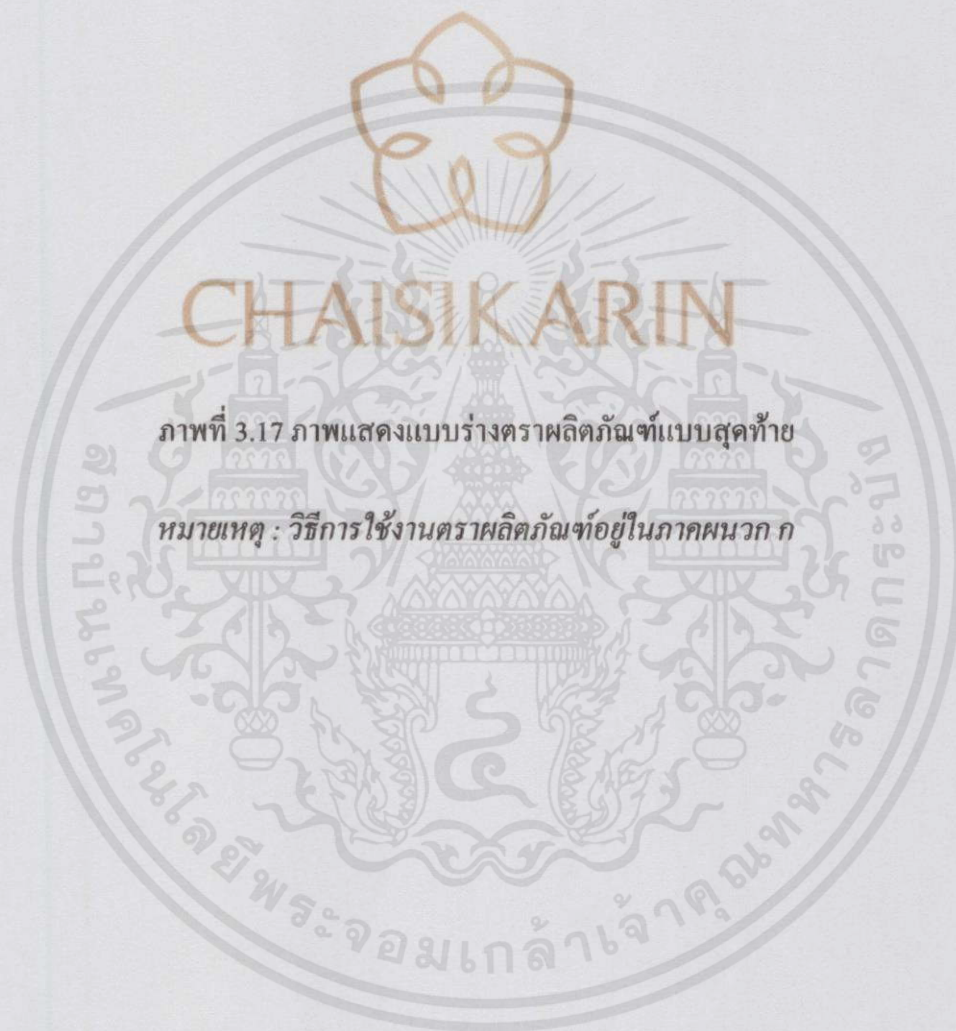 CHAISIKARIN
ภาพที่ 3.17 ภาพแสดงแบบร่างตราผลิตภัณฑ์แบบสุดท้าย
หมายเหตุ : วิธีการใช้งานตราผลิตภัณฑ์อยู่ในภาคผนวก ก
สถาบันเทคโนโลยีพระจอมเกล้าเจ้าคุณทหารลาดกระบัง
๔